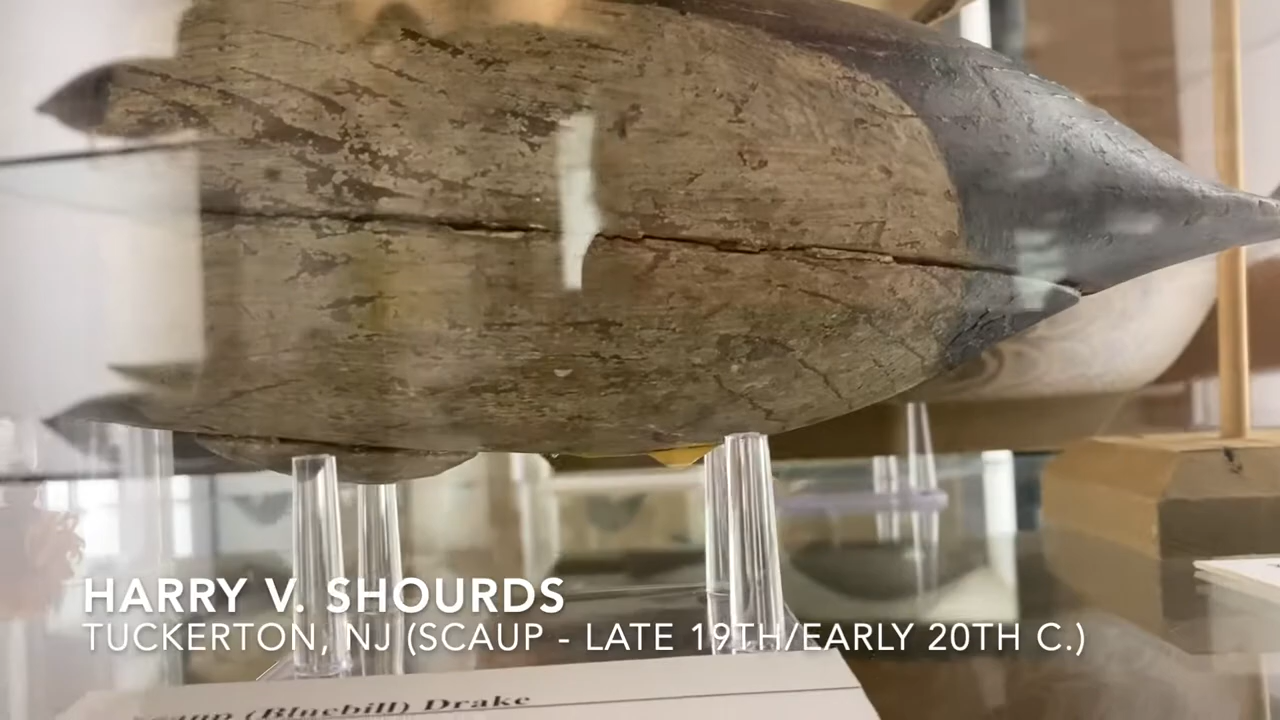 HARRY V. SHOURDS
TUCKERTON, NJ (SCAUP - LATE 19TH/EARLY 20TH C.)
(Bluebill) Drake